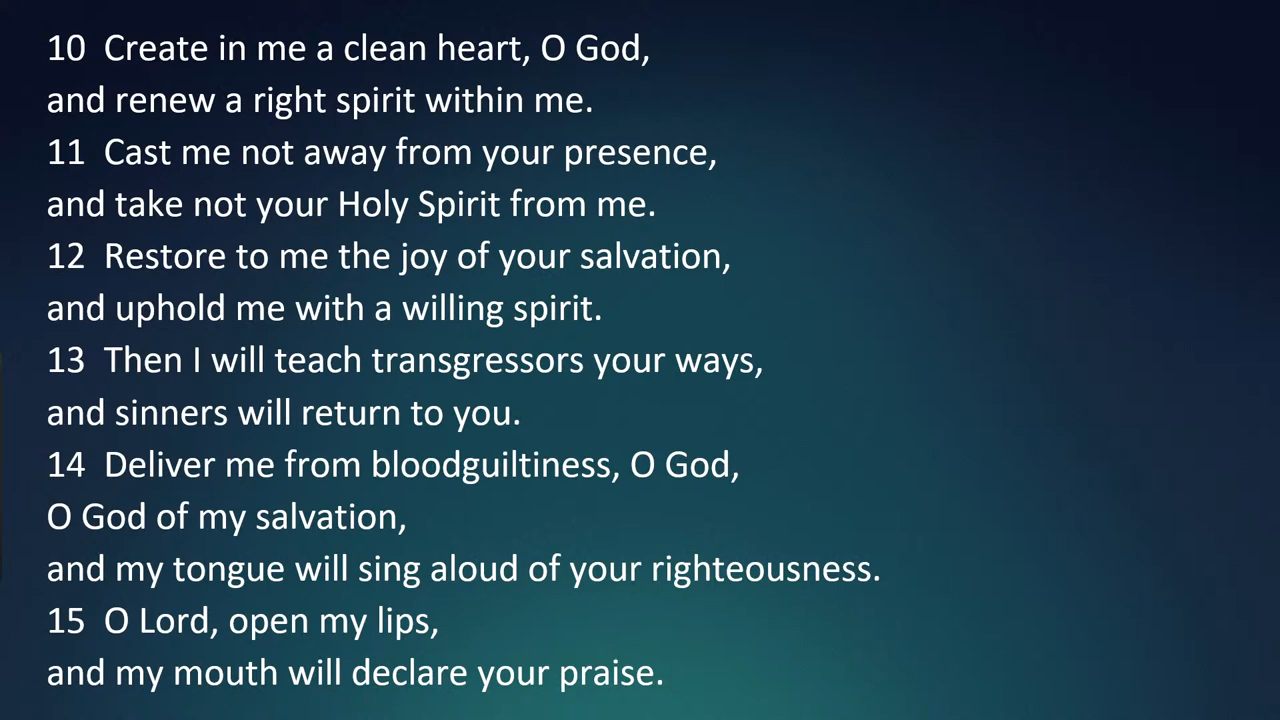 10  Create in me a clean heart, O God,
and renew a right spirit within me.
11  Cast me not away from your presence,
and take not your Holy Spirit from me.
12  Restore to me the joy of your salvation,
and uphold me with a willing spirit.
13  Then I will teach transgressors your ways,
and sinners will return to you.
14  Deliver me from bloodguiltiness, O God,
O God of my salvation,
and my tongue will sing aloud of your righteousness.
15  O Lord, open my lips,
and my mouth will declare your praise.